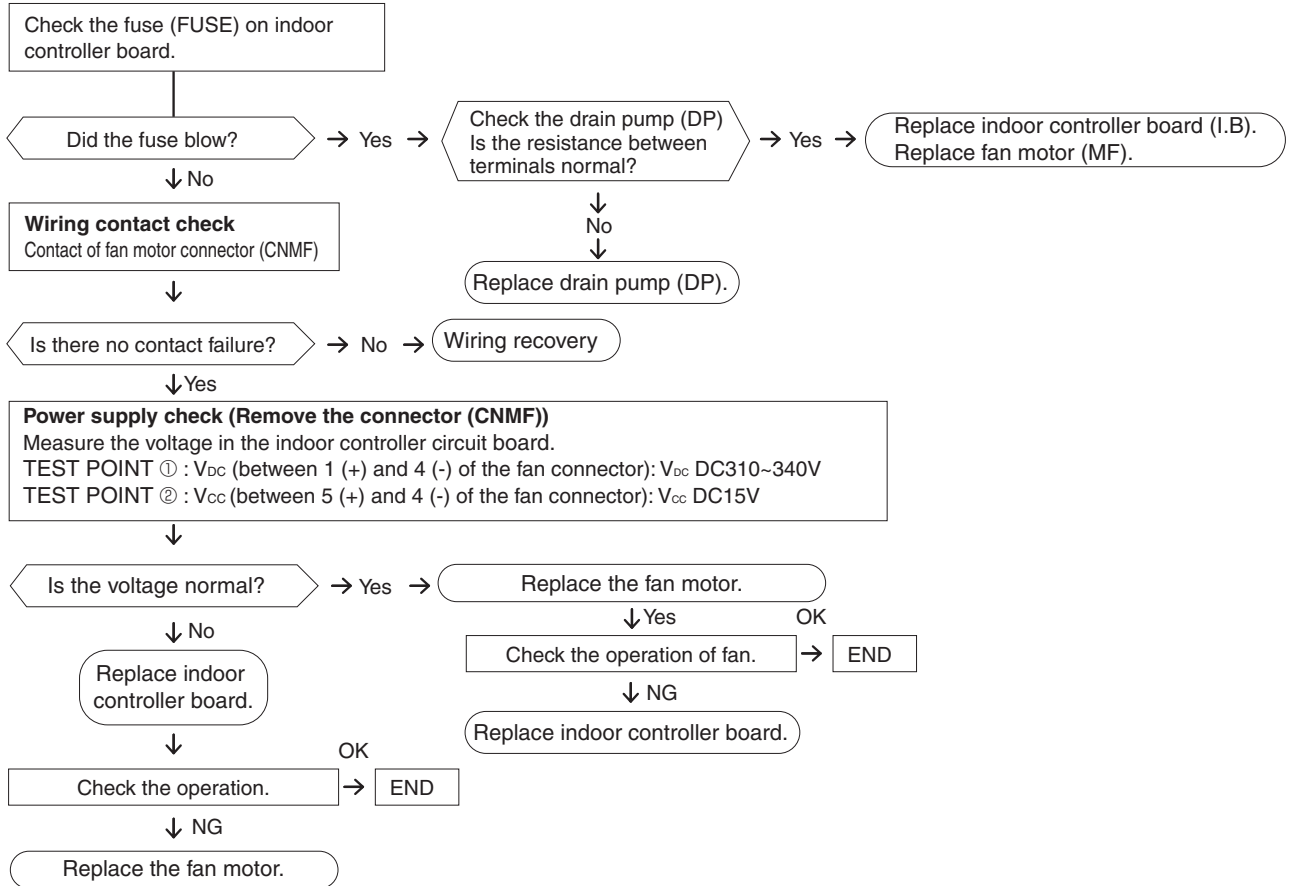 Check the fuse (FUSE) on indoor
controller board.
Did the fuse blow?
Yes
Check the drain pump (DP)
Is the resistance between
terminals normal?
Yes
Replace indoor controller board (I.B).
Replace fan motor (MF).
No
No
Replace drain pump (DP).
Wiring contact check
Contact of fan motor connector (CNMF)
Is there no contact failure?
No
Wiring recovery
Yes
Power supply check (Remove the connector (CNMF))
Measure the voltage in the indoor controller circuit board.
TEST POINT ① : VDC (between 1 (+) and 4 (-) of the fan connector): VDC DC310~340V
TEST POINT ② : VCC (between 5 (+) and 4 (-) of the fan connector): VCC DC15V
Is the voltage normal?
Yes
Replace the fan motor.
Yes
OK
Check the operation of fan.
END
NG
Replace indoor controller board.
No
Replace indoor
controller board.
OK
Check the operation.
END
NG
Replace the fan motor.